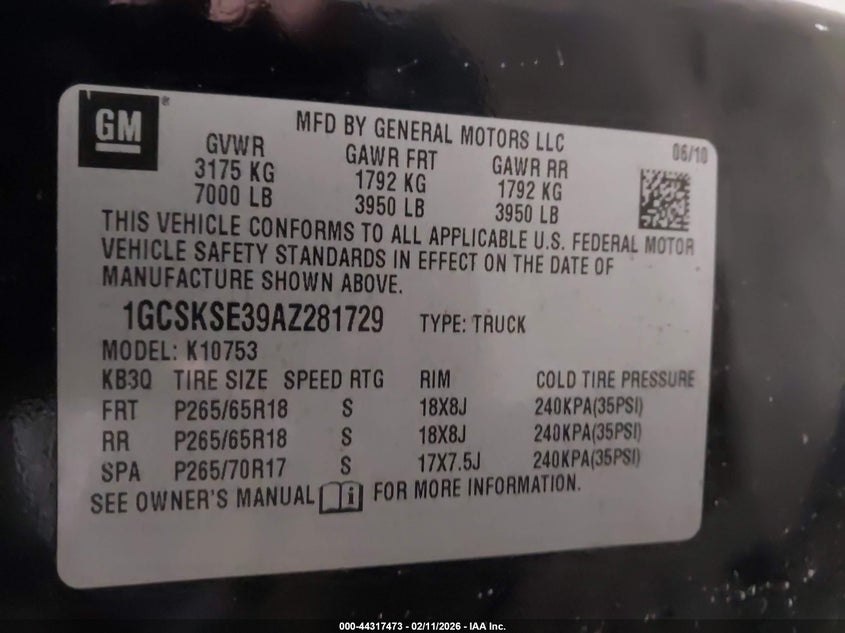 GM
MFD BY GENERAL MOTORS LLC
06/10
GVWR GAWR FRT GAWR RR
3175 KG 1792 KG 1792 KG
7000 LB 3950 LB 3950 LB
THIS VEHICLE CONFORMS TO ALL APPLICABLE U.S. FEDERAL MOTOR
VEHICLE SAFETY STANDARDS IN EFFECT ON THE DATE OF
MANUFACTURE SHOWN ABOVE.
1GCSKSE39AZ281729 TYPE: TRUCK
MODEL: K10753
KB3Q TIRE SIZE SPEED RTG RIM COLD TIRE PRESSURE
FRT P265/65R18 S 18X8J 240KPA(35PSI)
RR P265/65R18 S 18X8J 240KPA(35PSI)
SPA P265/70R17 S 17X7.5J 240KPA(35PSI)
SEE OWNER'S MANUAL FOR MORE INFORMATION.
000-44317473 - 02/11/2026 - IAA Inc.